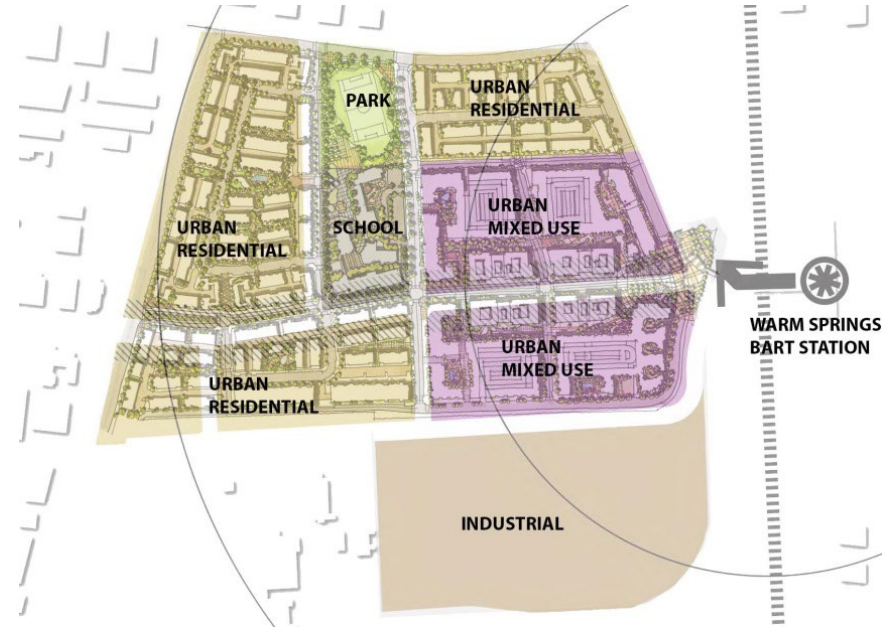 PARK
URBAN
RESIDENTIAL
URBAN
RESIDENTIAL
SCHOOL
URBAN
MIXED USE
WARM SPRINGS
BART STATION
URBAN
MIXED USE
URBAN
RESIDENTIAL
INDUSTRIAL